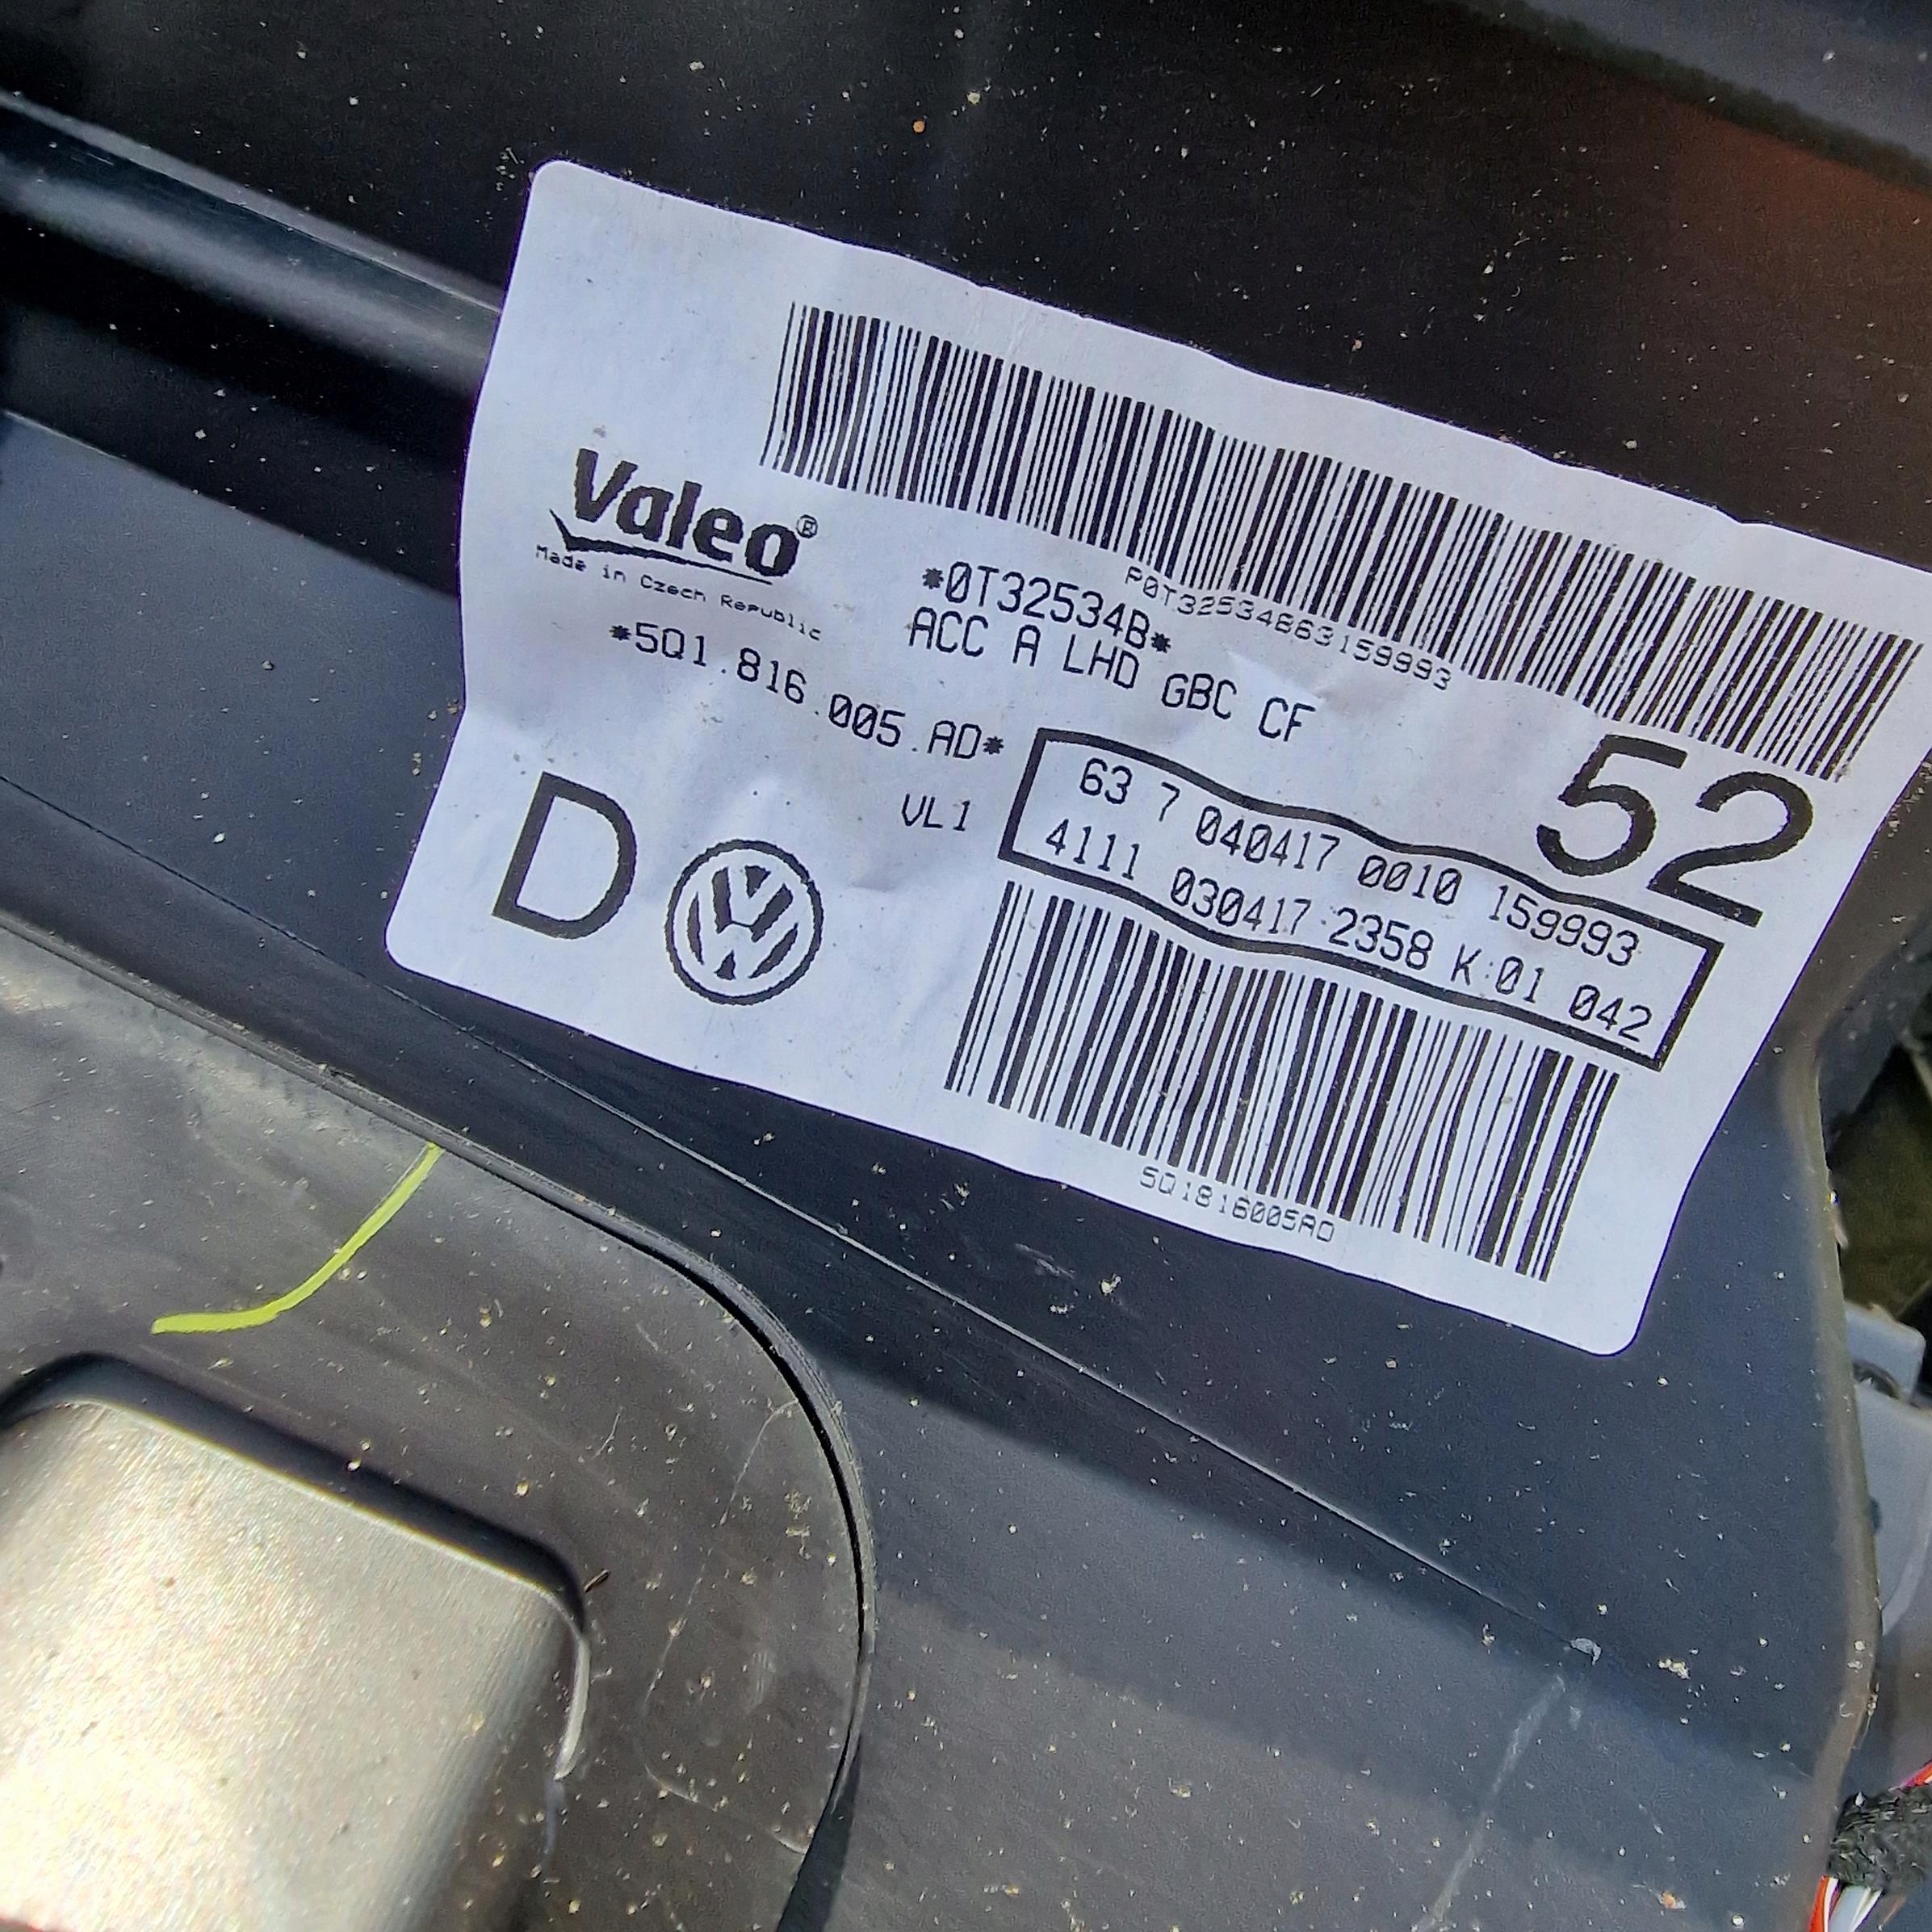 P0T32534B63159993
Valeo®
Made in Czech Republic
*0T32534B*
ACC A LHD GBC CF
*5Q1.816.005.AD*
52
VL1
63 7 040417 0010 159993
4111 030417 2358 K:01 042
D
5Q1816005AD